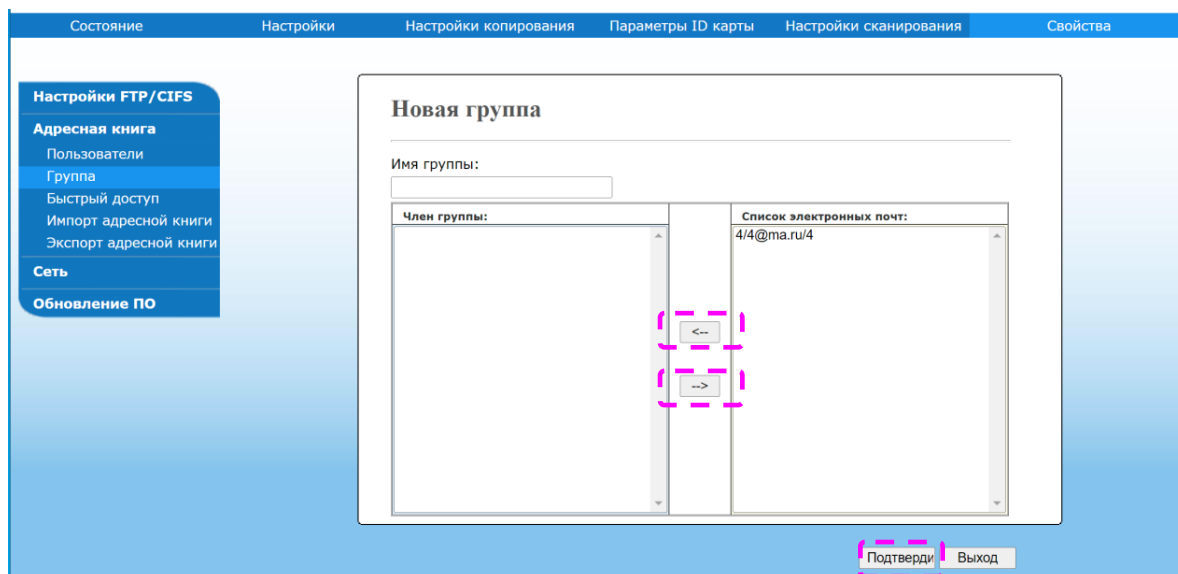 Состояние Настройки Настройки копирования Параметры ID карты Настройки сканирования Свойства
Настройки FTP/CIFS
Адресная книга
Пользователи
Группа
Быстрый доступ
Импорт адресной книги
Экспорт адресной книги
Сеть
Обновление ПО
Новая группа
Имя группы:
Член группы: Список электронных почт:
4/4@ma.ru/4
<--
-->
Подтверди Выход